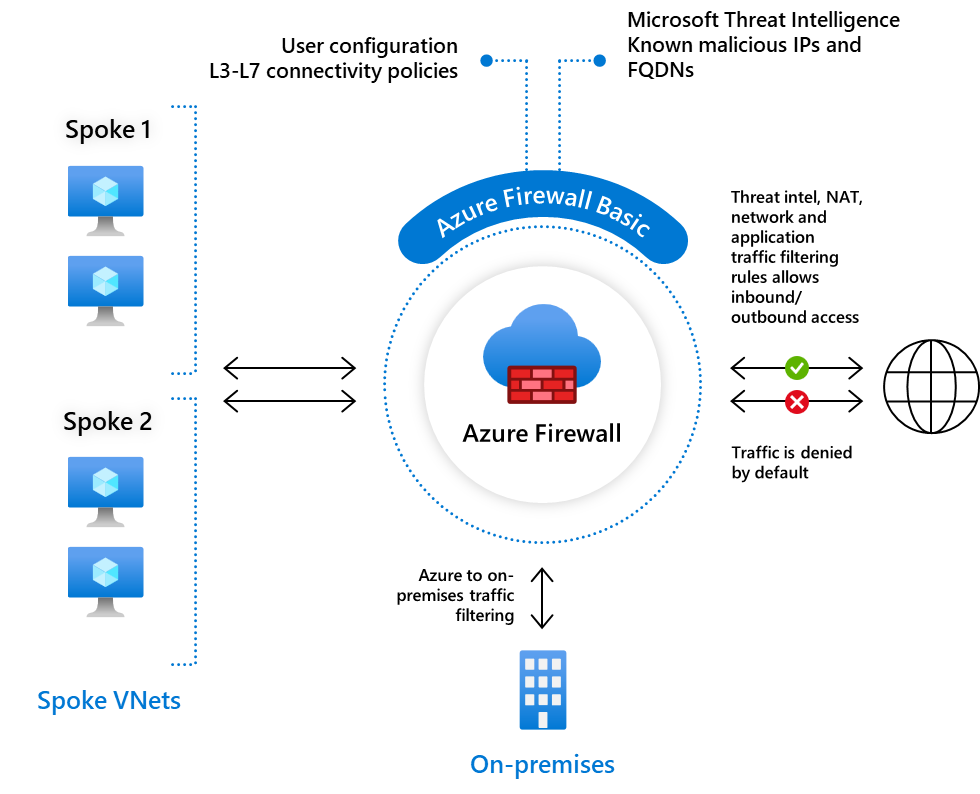 User configuration
L3-L7 connectivity policies
Microsoft Threat Intelligence
Known malicious IPs and
FQDNs
Spoke 1
Azure Firewall Basic
Threat intel, NAT,
network and
application
traffic filtering
rules allows
inbound/
outbound access
Spoke 2
Azure Firewall
Traffic is denied
by default
Azure to on-
premises traffic
filtering
Spoke VNets
On-premises